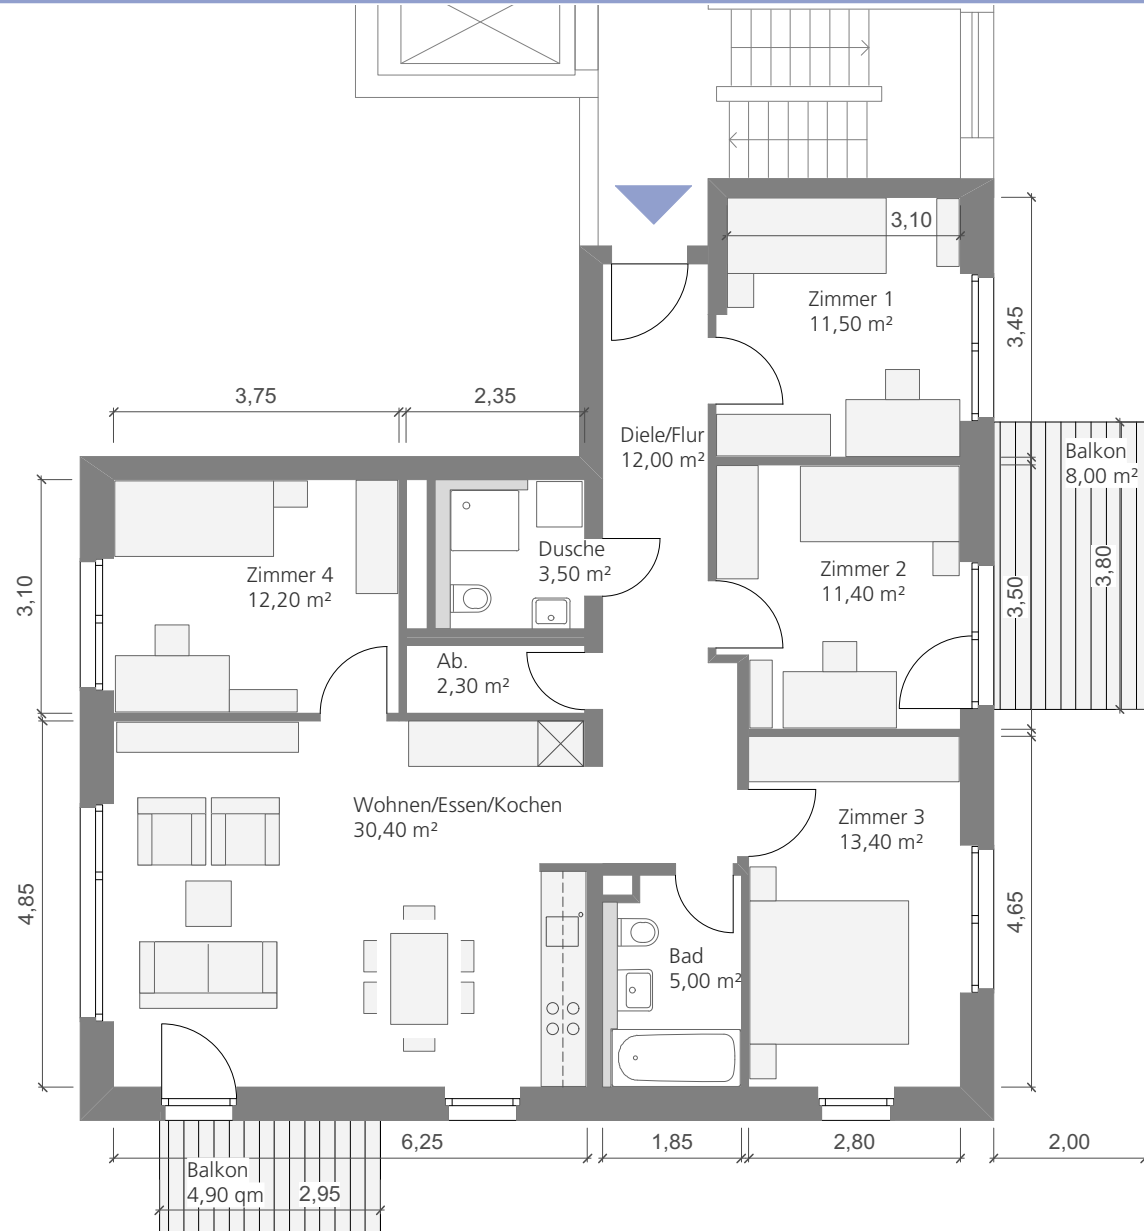 3,10
Zimmer 1
11,50 m²
3,45
3,75
2,35
Diele/Flur
12,00 m²
Balkon
8,00 m²
3,80
3,10
Zimmer 4
12,20 m²
Dusche
3,50 m²
Zimmer 2
11,40 m²
3,50
Ab.
2,30 m²
Wohnen/Essen/Kochen
30,40 m²
Zimmer 3
13,40 m²
4,85
4,65
Bad
5,00 m²
6,25
1,85
2,80
2,00
Balkon
4,90 qm
2,95